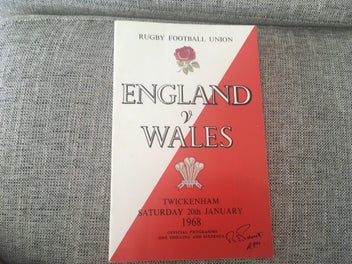 RUGBY FOOTBALL UNION
ENGLAND
v
WALES
TWICKENHAM
SATURDAY 20th JANUARY
1968
OFFICIAL PROGRAMME
ONE SHILLING AND SIXPENCE